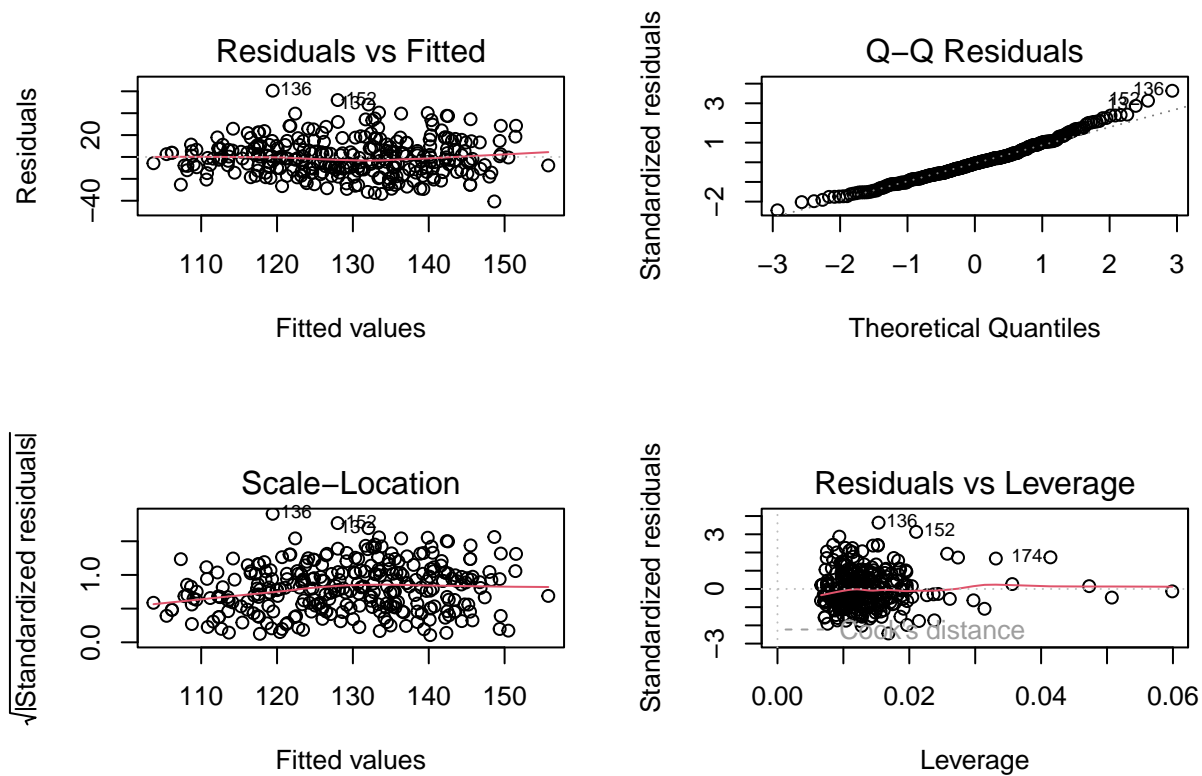 Residuals vs Fitted
Residuals
20
−40
136
152
110 120 130 140 150
Fitted values
Q−Q Residuals
Standardized residuals
3
1
−2
152
136
−3 −2 −1 0 1 2 3
Theoretical Quantiles
Scale−Location
√|Standardized residuals|
1.0
0.0
136
152
110 120 130 140 150
Fitted values
Residuals vs Leverage
Standardized residuals
3
0
−3
136
152
174
Cook's distance
0.00 0.02 0.04 0.06
Leverage